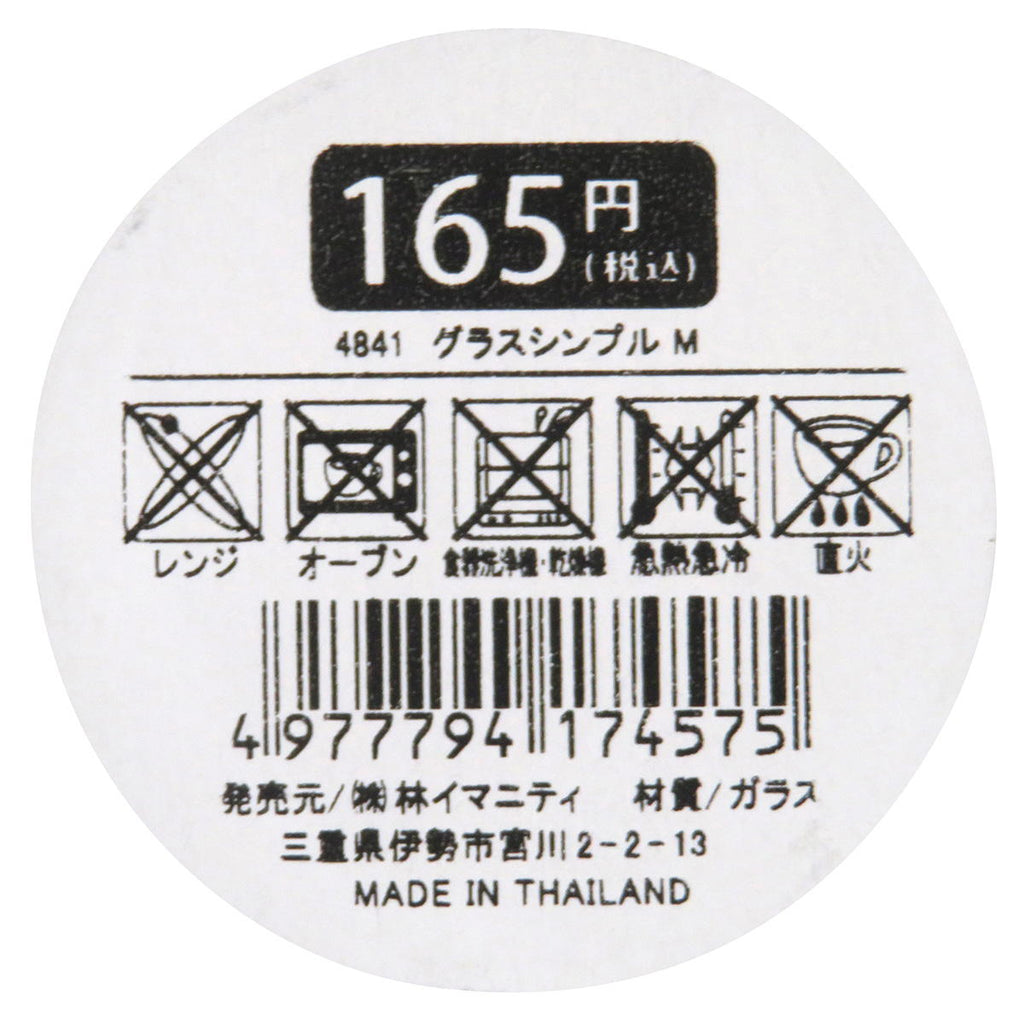 165円(税込)
4841 グラスシンプル M
レンジ オーブン 食器洗浄機・乾燥機 急熱急冷 直火
4 977794 174575
発売元/㈱林イマニティ 材質/ガラス
三重県伊勢市宮川2-2-13
MADE IN THAILAND